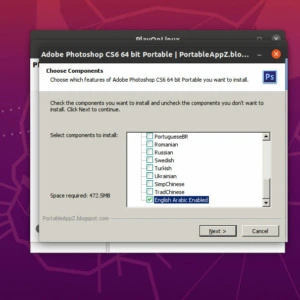 PlayOnLinux
Adobe Photoshop CS6 64 bit Portable | PortableAppZ.blo...
Choose Components
Choose which features of Adobe Photoshop CS6 64 bit Portable you want to install.
Ps
Check the components you want to install and uncheck the components you don't want to
install. Click Next to continue.
Select components to install:
PortugueseBR
Romanian
Russian
Swedish
Turkish
Ukrainian
SimpChinese
TradChinese
English Arabic Enabled
Space required: 472.5MB
PortableAppZ.blogspot.com
Next >
Cancel